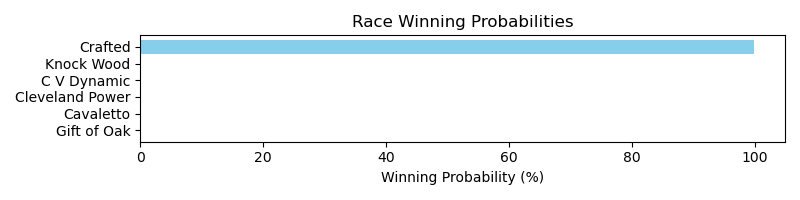 Race Winning Probabilities
Crafted
Knock Wood
C V Dynamic
Cleveland Power
Cavaletto
Gift of Oak
0 20 40 60 80 100
Winning Probability (%)